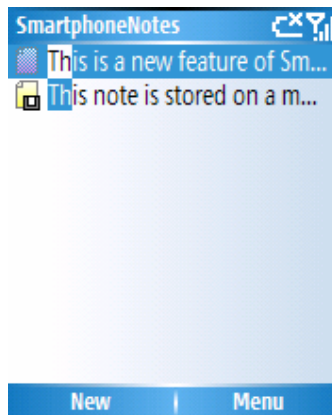 SmartphoneNotes
This is a new feature of Sm...
This note is stored on a m...
New
Menu